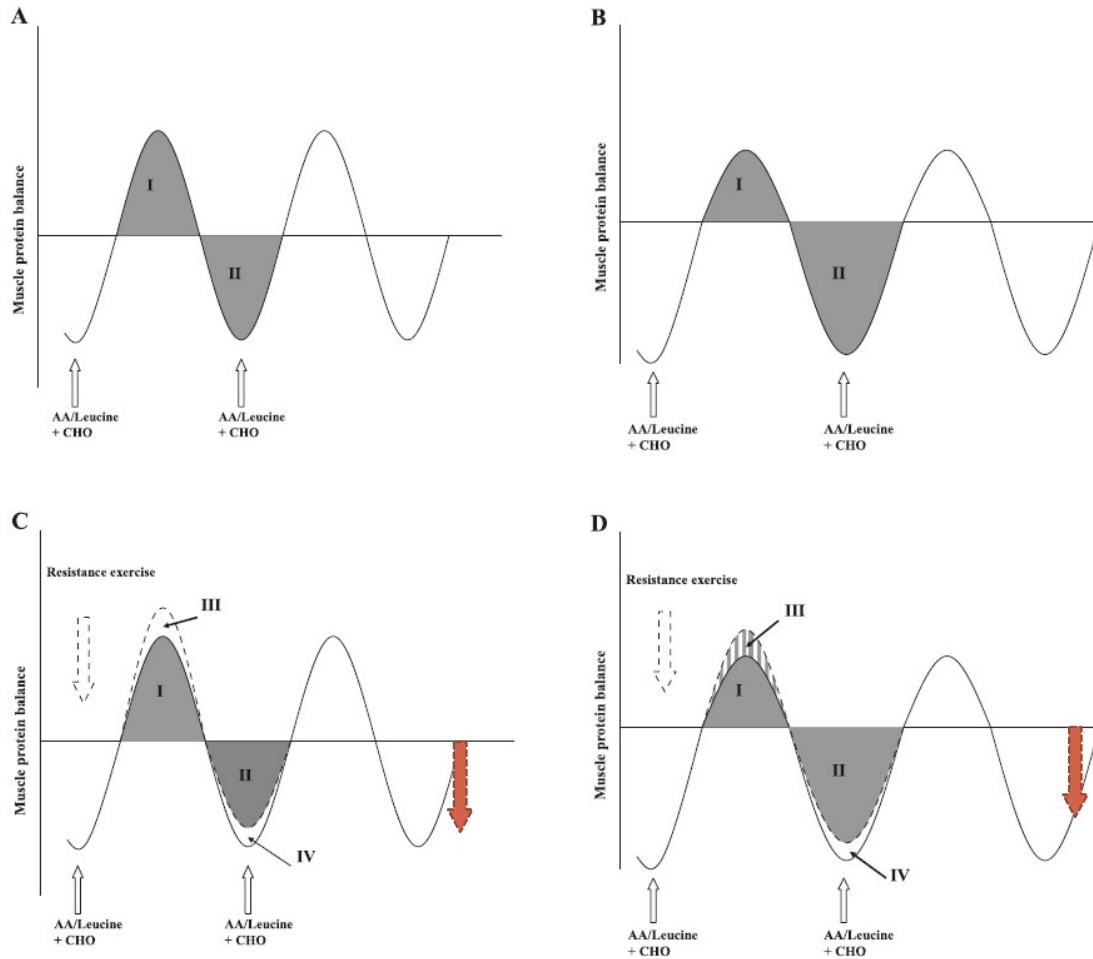 A
Muscle protein balance
I
II
AA/Leucine
+ CHO
AA/Leucine
+ CHO
B
Muscle protein balance
I
II
AA/Leucine
+ CHO
AA/Leucine
+ CHO
C
Resistance exercise
III
Muscle protein balance
I
II
IV
AA/Leucine
+ CHO
AA/Leucine
+ CHO
D
Resistance exercise
III
Muscle protein balance
I
II
IV
AA/Leucine
+ CHO
AA/Leucine
+ CHO